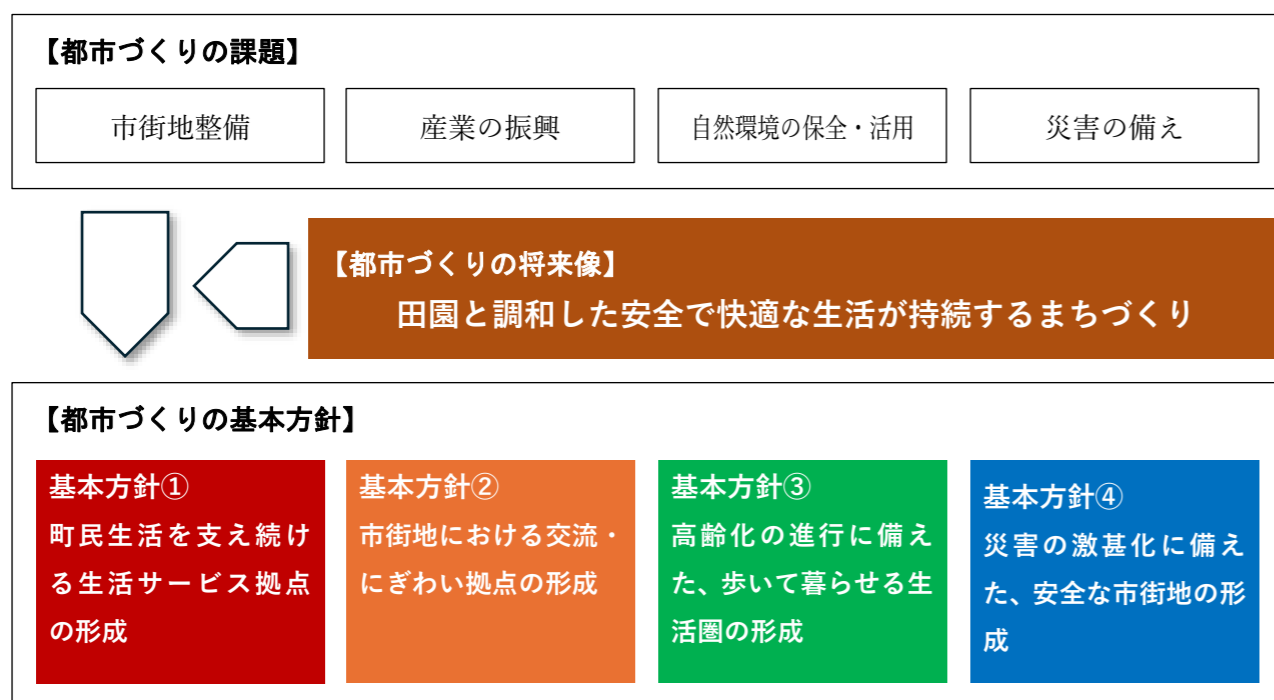 【都市づくりの課題】
市街地整備
産業の振興
自然環境の保全・活用
災害の備え
【都市づくりの将来像】
田園と調和した安全で快適な生活が持続するまちづくり
【都市づくりの基本方針】
基本方針①
町民生活を支え続け
る生活サービス拠点
の形成
基本方針②
市街地における交流・
にぎわい拠点の形成
基本方針③
高齢化の進行に備え
た、歩いて暮らせる生
活圏の形成
基本方針④
災害の激甚化に備え
た、安全な市街地の形
成